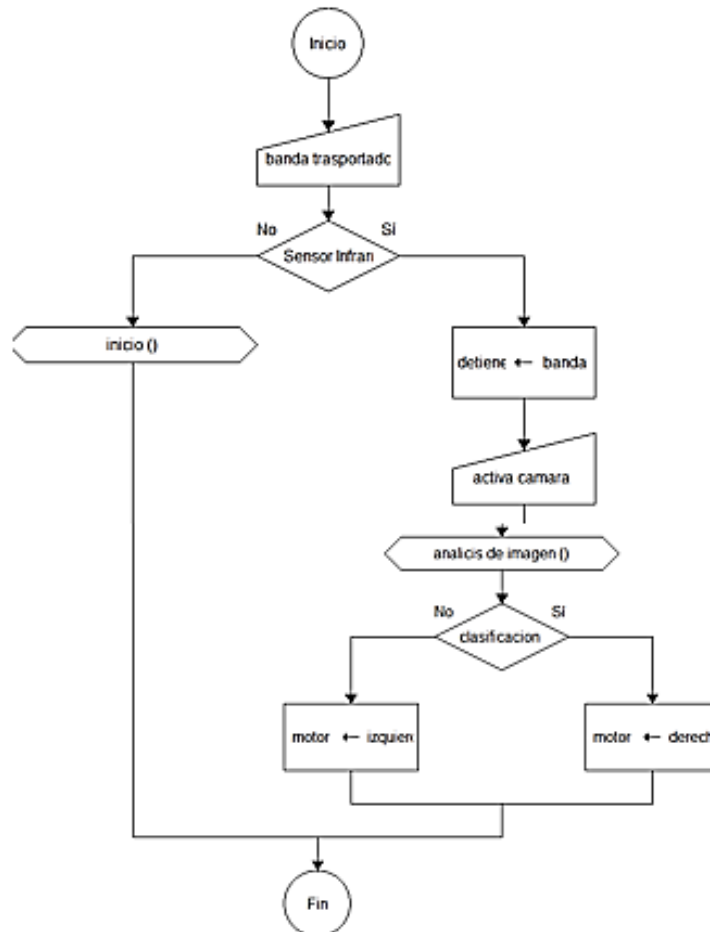 Inicio
banda trasportadc
No
Sí
Sensor Infran
inicio ()
detiene ← banda
activa camara
analicis de imagen ()
No
Sí
clasificacion
motor ← izquier
motor ← derech
Fin